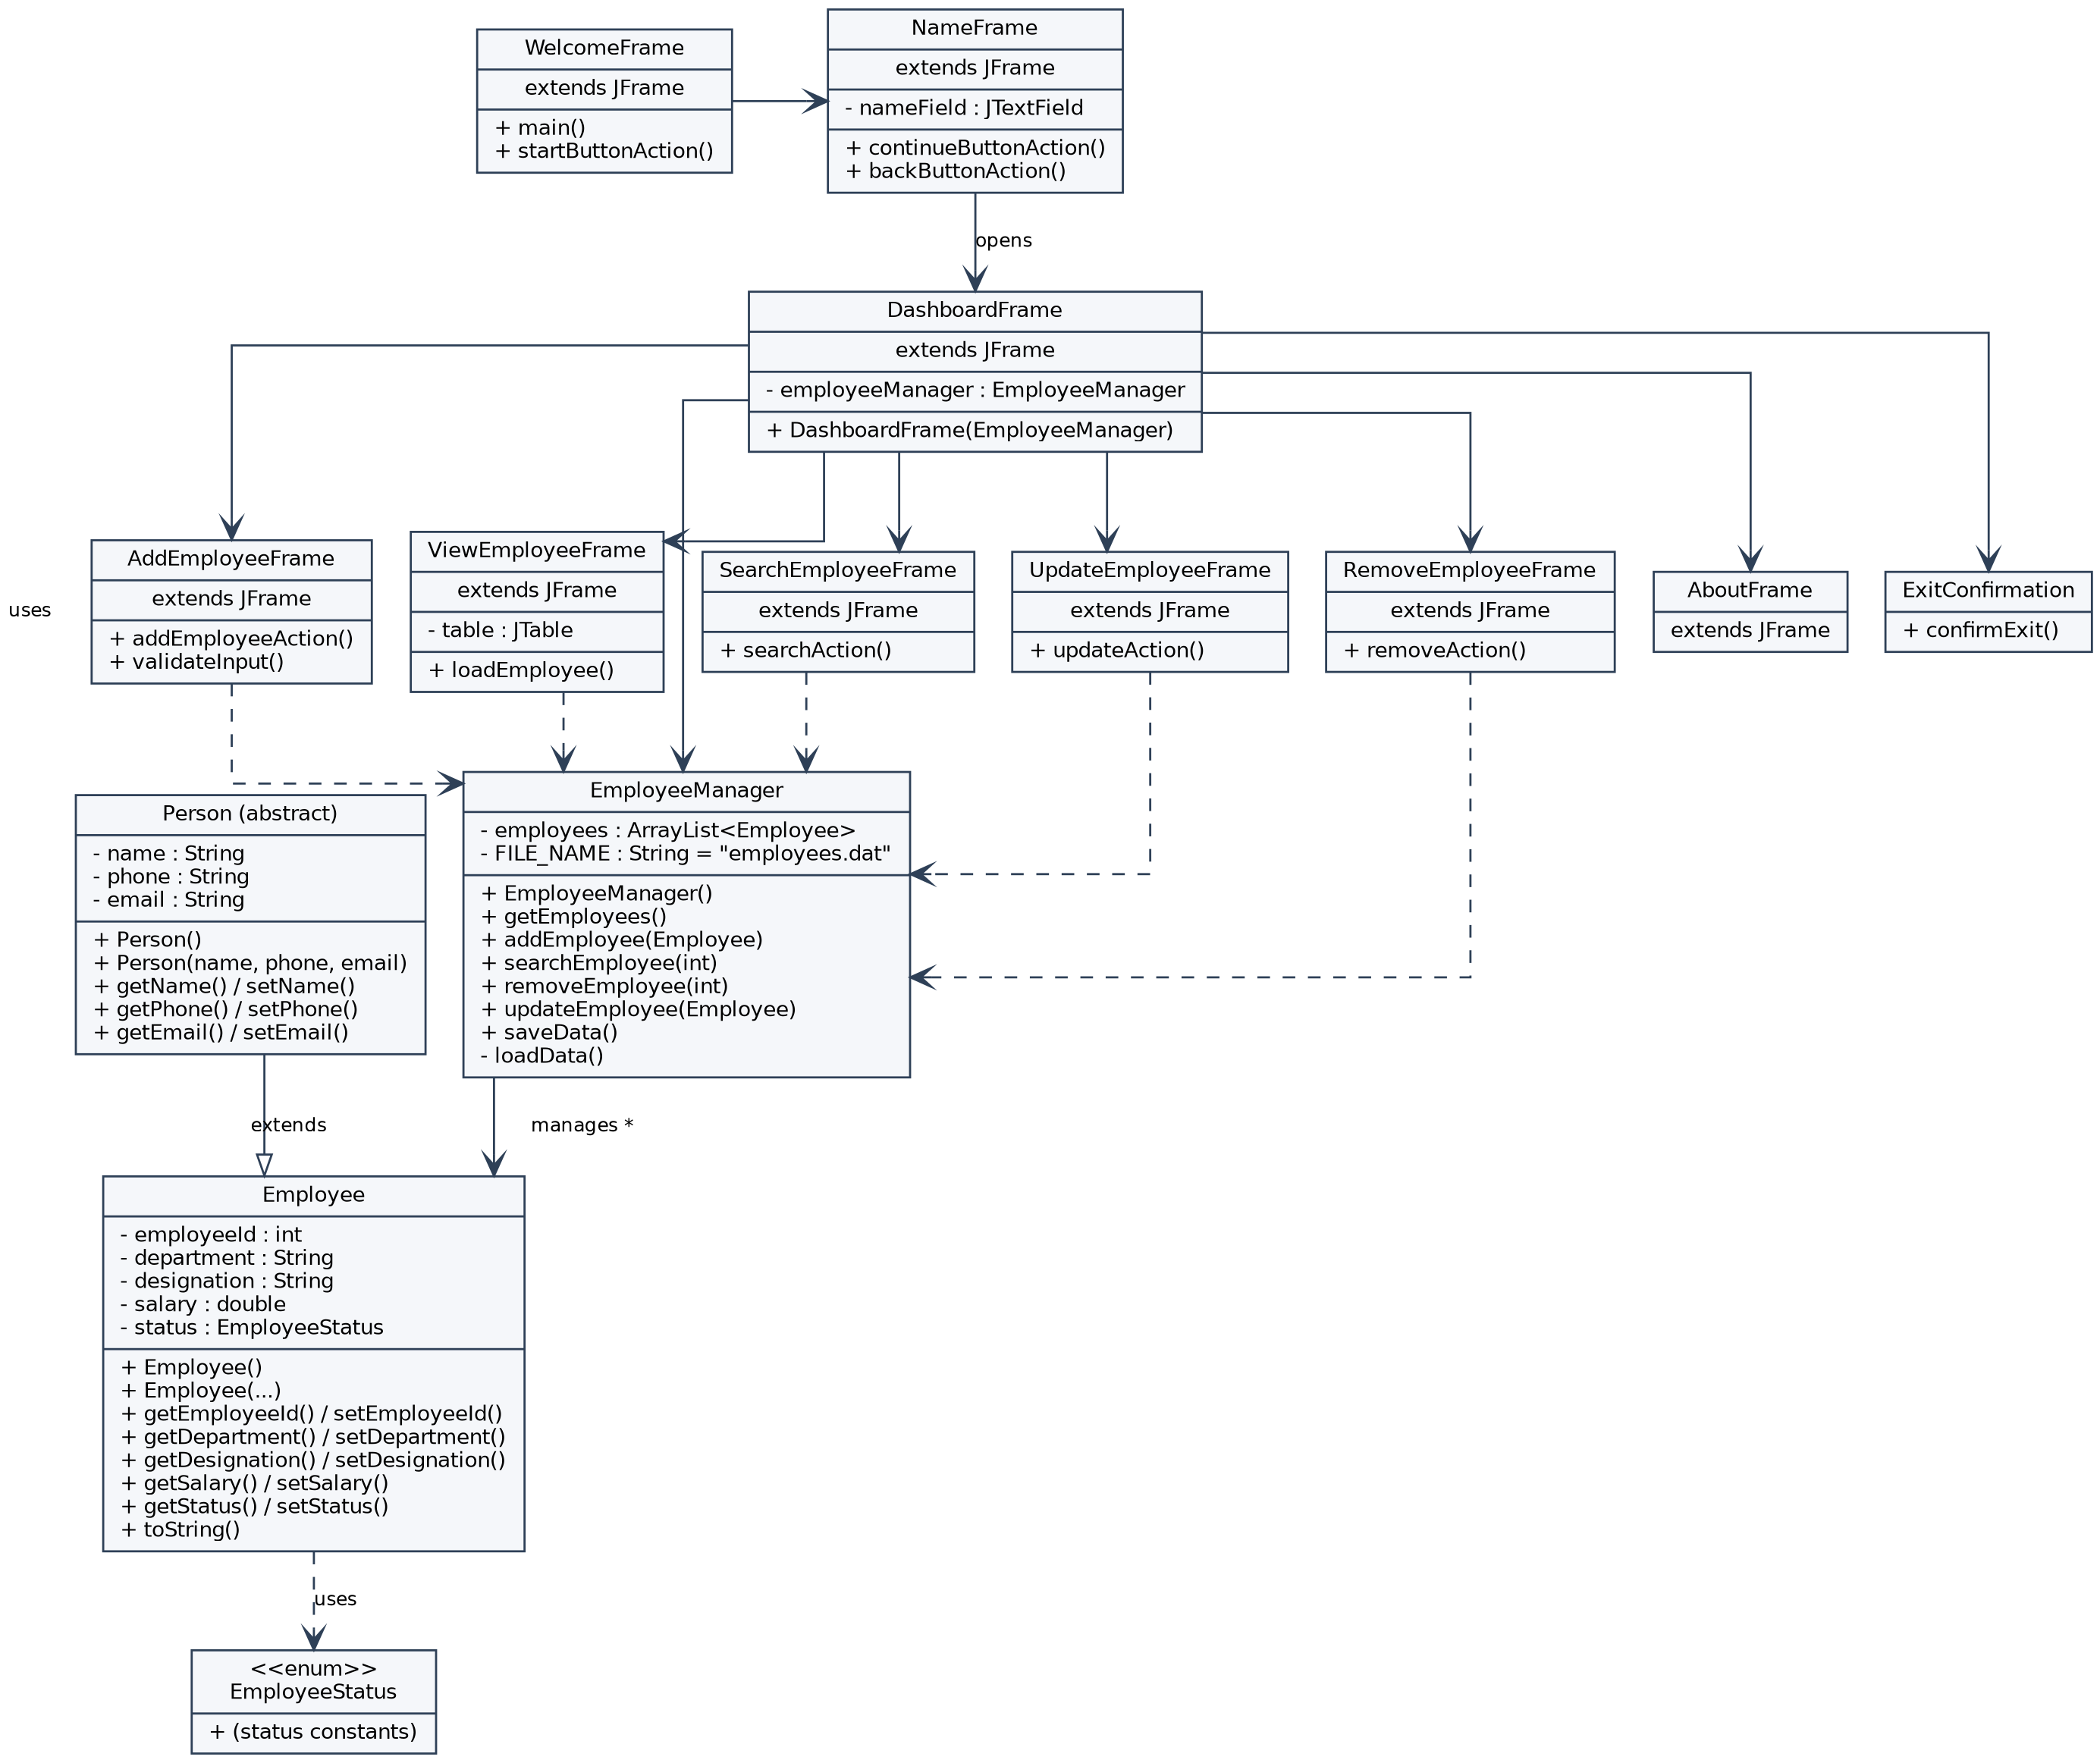 WelcomeFrame
extends JFrame
+ main()
+ startButtonAction()
NameFrame
extends JFrame
- nameField : JTextField
+ continueButtonAction()
+ backButtonAction()
opens
DashboardFrame
extends JFrame
- employeeManager : EmployeeManager
+ DashboardFrame(EmployeeManager)
uses
AddEmployeeFrame
extends JFrame
+ addEmployeeAction()
+ validateInput()
ViewEmployeeFrame
extends JFrame
- table : JTable
+ loadEmployee()
SearchEmployeeFrame
extends JFrame
+ searchAction()
UpdateEmployeeFrame
extends JFrame
+ updateAction()
RemoveEmployeeFrame
extends JFrame
+ removeAction()
AboutFrame
extends JFrame
ExitConfirmation
+ confirmExit()
Person (abstract)
- name : String
- phone : String
- email : String
+ Person()
+ Person(name, phone, email)
+ getName() / setName()
+ getPhone() / setPhone()
+ getEmail() / setEmail()
EmployeeManager
- employees : ArrayList<Employee>
- FILE_NAME : String = "employees.dat"
+ EmployeeManager()
+ getEmployees()
+ addEmployee(Employee)
+ searchEmployee(int)
+ removeEmployee(int)
+ updateEmployee(Employee)
+ saveData()
- loadData()
extends
manages *
Employee
- employeeId : int
- department : String
- designation : String
- salary : double
- status : EmployeeStatus
+ Employee()
+ Employee(...)
+ getEmployeeId() / setEmployeeId()
+ getDepartment() / setDepartment()
+ getDesignation() / setDesignation()
+ getSalary() / setSalary()
+ getStatus() / setStatus()
+ toString()
uses
<<enum>>
EmployeeStatus
+ (status constants)